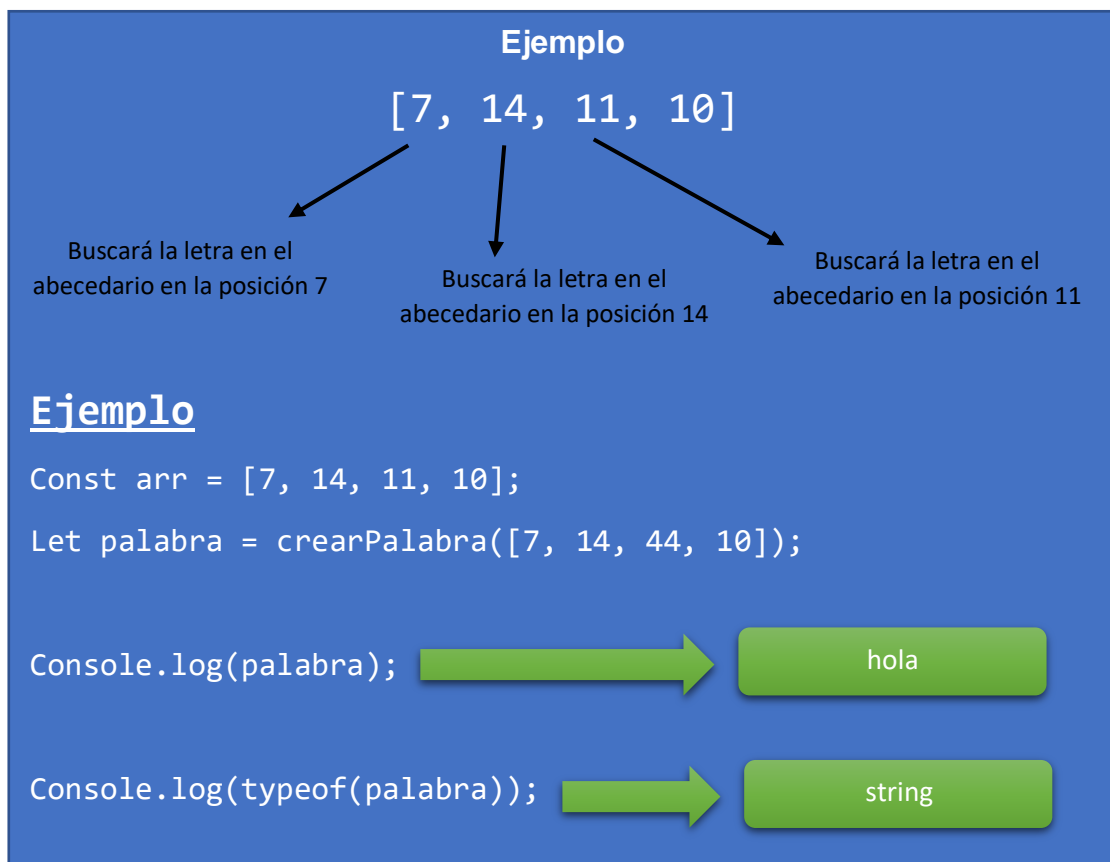 Ejemplo
[7, 14, 11, 10]
Buscará la letra en el
abecedario en la posición 7
Buscará la letra en el
abecedario en la posición 14
Buscará la letra en el
abecedario en la posición 11
Ejemplo
Const arr = [7, 14, 11, 10];
Let palabra = crearPalabra([7, 14, 44, 10]);
Console.log(palabra);
hola
Console.log(typeof(palabra));
string